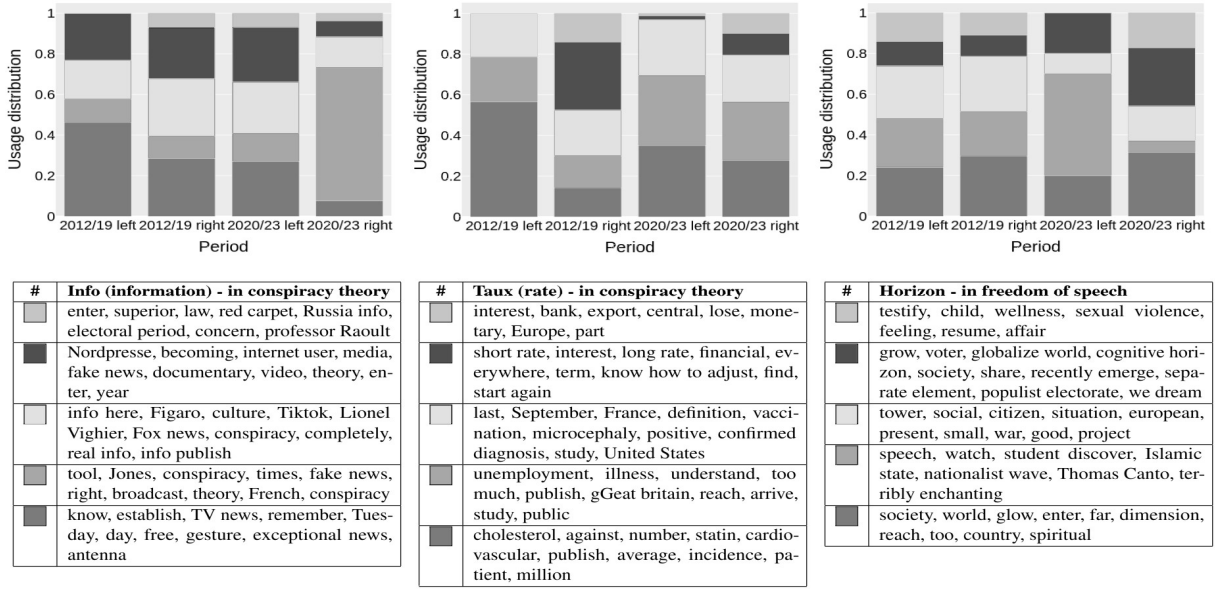 1
0.8
0.6
0.4
0.2
0
Usage distribution
2012/19 left 2012/19 right 2020/23 left 2020/23 right
Period
1
0.8
0.6
0.4
0.2
0
Usage distribution
2012/19 left 2012/19 right 2020/23 left 2020/23 right
Period
1
0.8
0.6
0.4
0.2
0
Usage distribution
2012/19 left 2012/19 right 2020/23 left 2020/23 right
Period
# Info (information) - in conspiracy theory
enter, superior, law, red carpet, Russia info,
electoral period, concern, professor Raoult
Nordpresse, becoming, internet user, media,
fake news, documentary, video, theory, en-
ter, year
info here, Figaro, culture, Tiktok, Lionel
Vighier, Fox news, conspiracy, completely,
real info, info publish
tool, Jones, conspiracy, times, fake news,
right, broadcast, theory, French, conspiracy
know, establish, TV news, remember, Tues-
day, day, free, gesture, exceptional news,
antenna
# Taux (rate) - in conspiracy theory
interest, bank, export, central, lose, mone-
tary, Europe, part
short rate, interest, long rate, financial, ev-
erywhere, term, know how to adjust, find,
start again
last, September, France, definition, vacci-
nation, microcephaly, positive, confirmed
diagnosis, study, United States
unemployment, illness, understand, too
much, publish, gGeat britain, reach, arrive,
study, public
cholesterol, against, number, statin, cardio-
vascular, publish, average, incidence, pa-
tient, million
# Horizon - in freedom of speech
testify, child, wellness, sexual violence,
feeling, resume, affair
grow, voter, globalize world, cognitive hori-
zon, society, share, recently emerge, sepa-
rate element, populist electorate, we dream
tower, social, citizen, situation, european,
present, small, war, good, project
speech, watch, student discover, Islamic
state, nationalist wave, Thomas Canto, ter-
ribly enchanting
society, world, glow, enter, far, dimension,
reach, too, country, spiritual